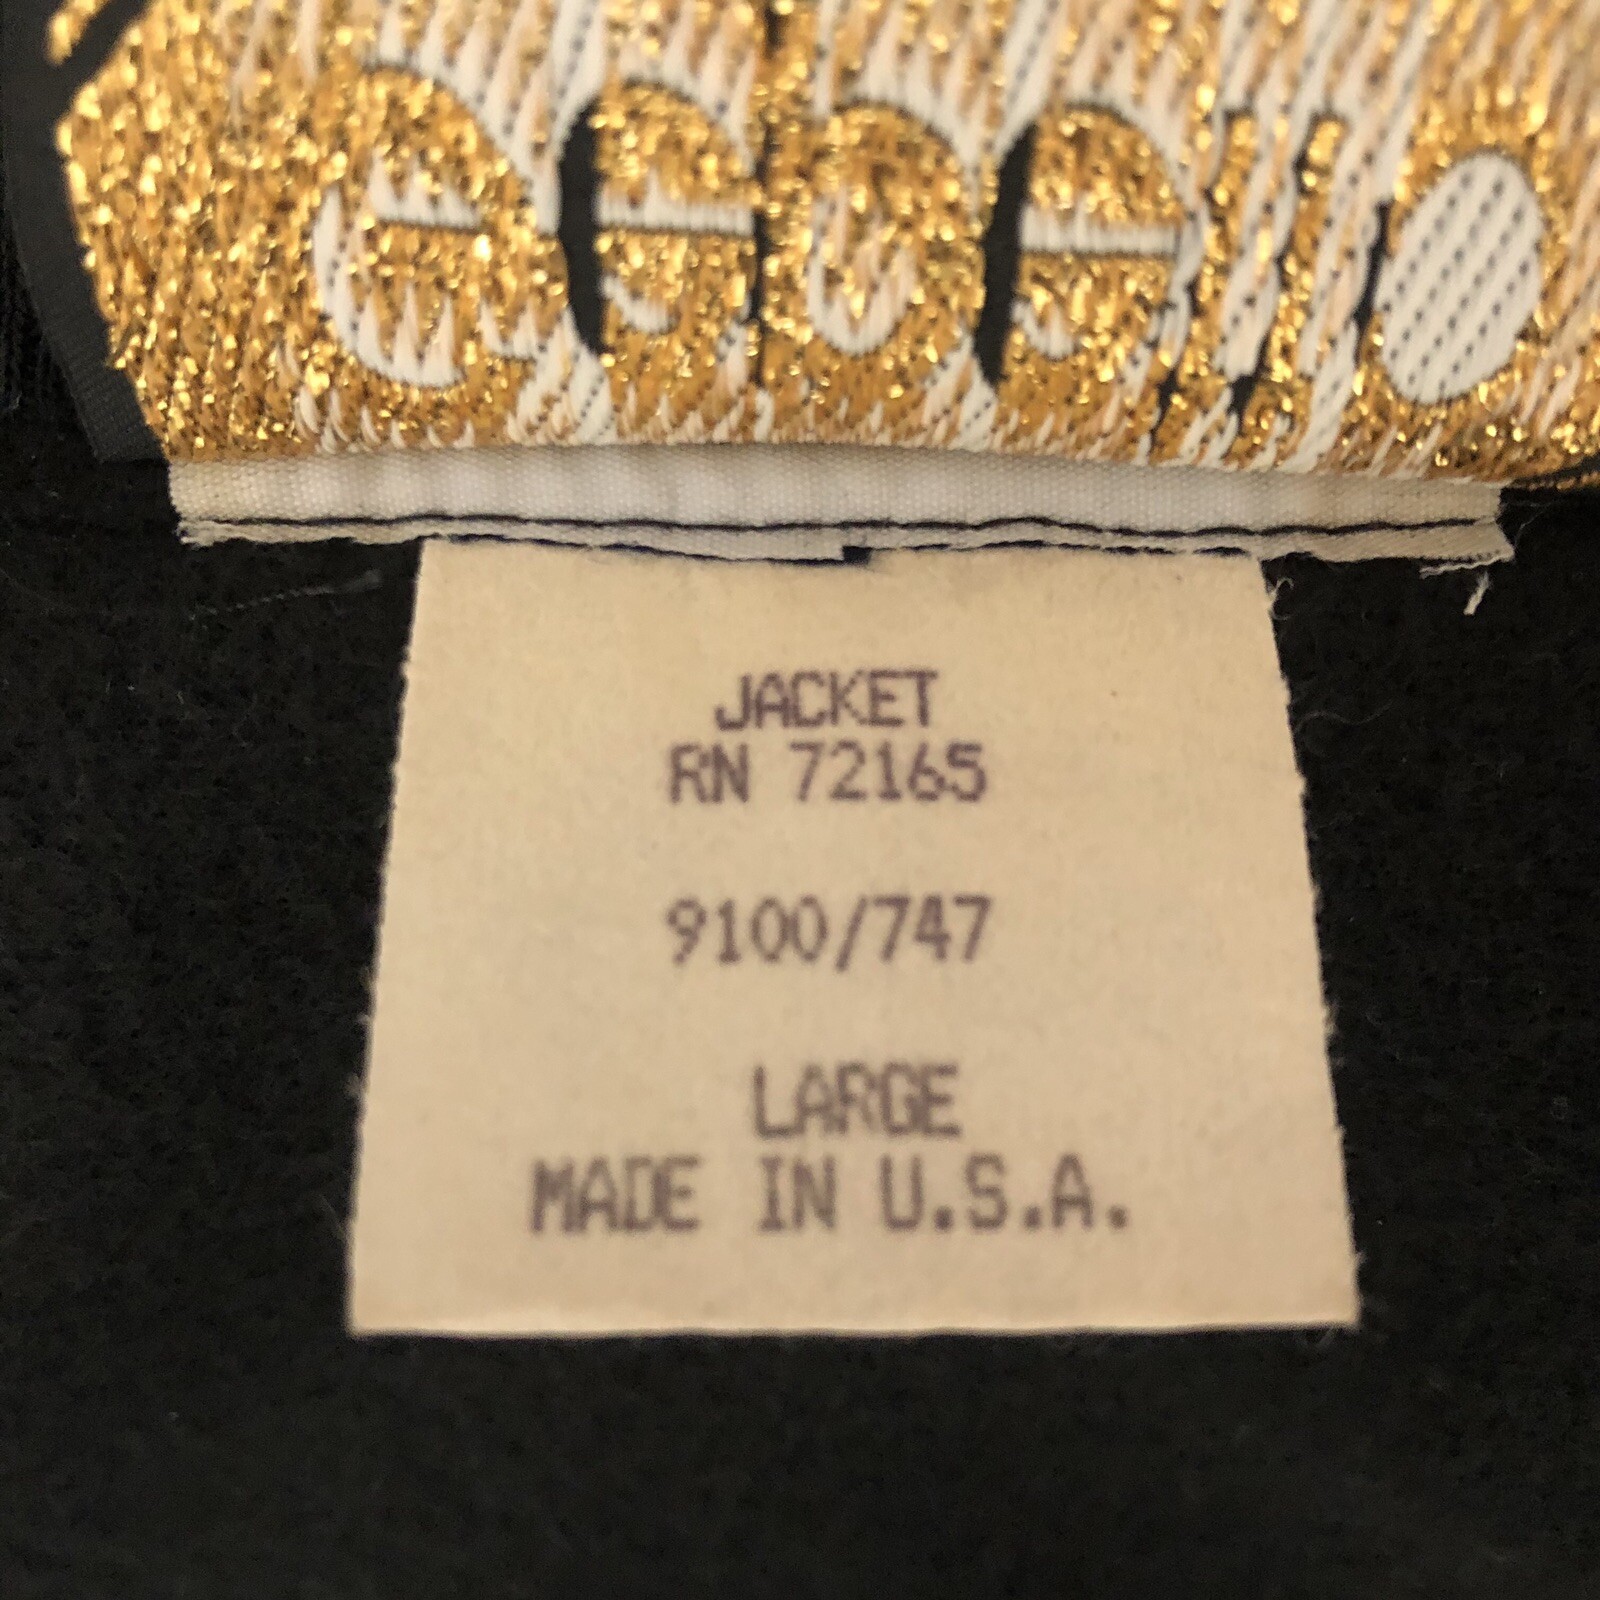 JACKET
RN 72165
9100/747
LARGE
MADE IN U.S.A.